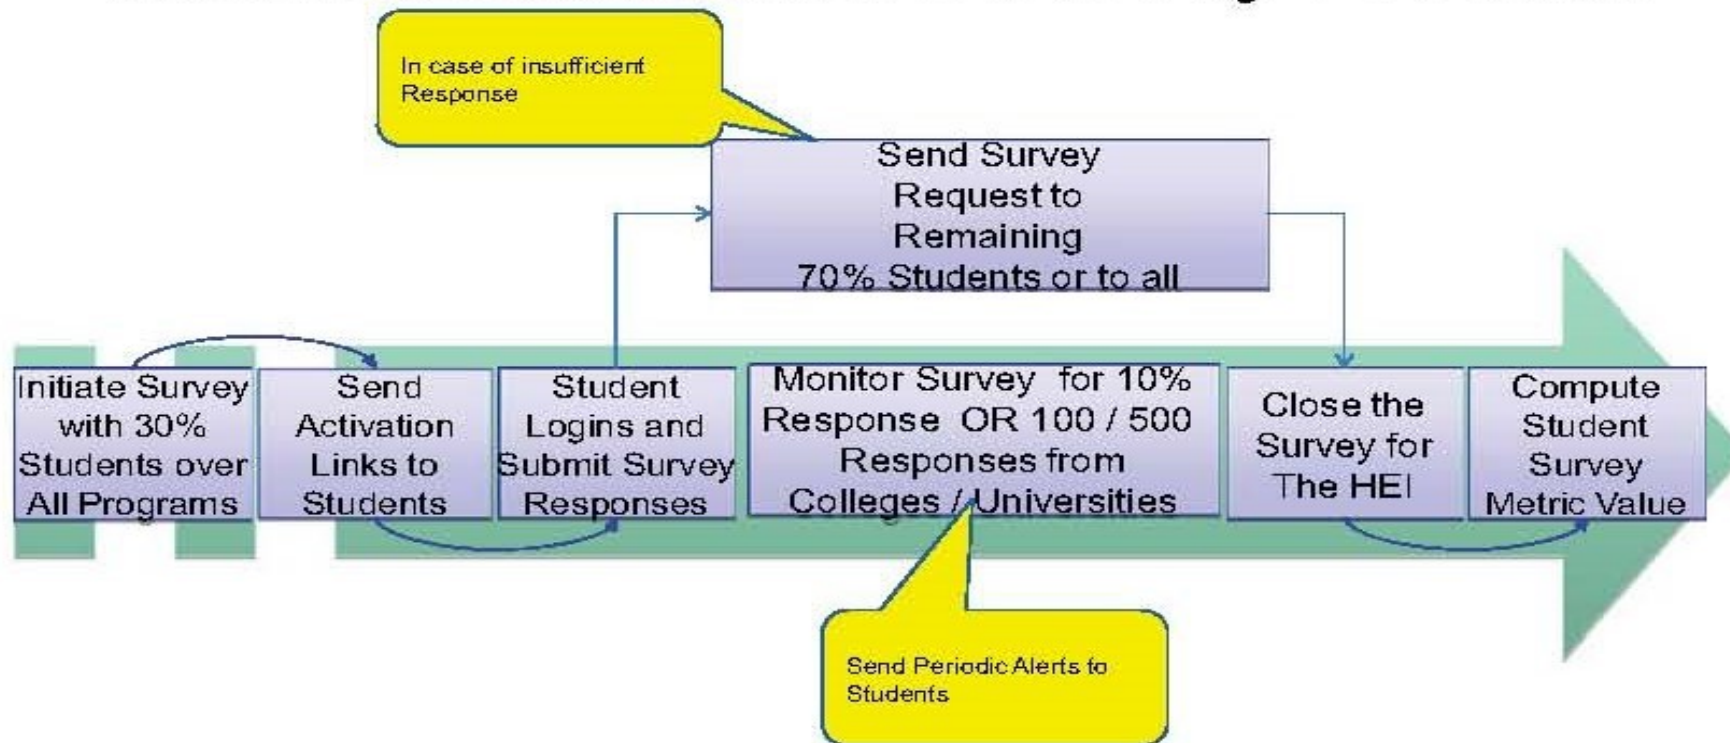 In case of insufficient
Response
Send Survey
Request to
Remaining
70% Students or to all
Initiate Survey
with 30%
Students over
All Programs
Send
Activation
Links to
Students
Student
Logins and
Submit Survey
Responses
Monitor Survey for 10%
Response OR 100 / 500
Responses from
Colleges / Universities
Close the
Survey for
The HEI
Compute
Student
Survey
Metric Value
Send Periodic Alerts to
Students